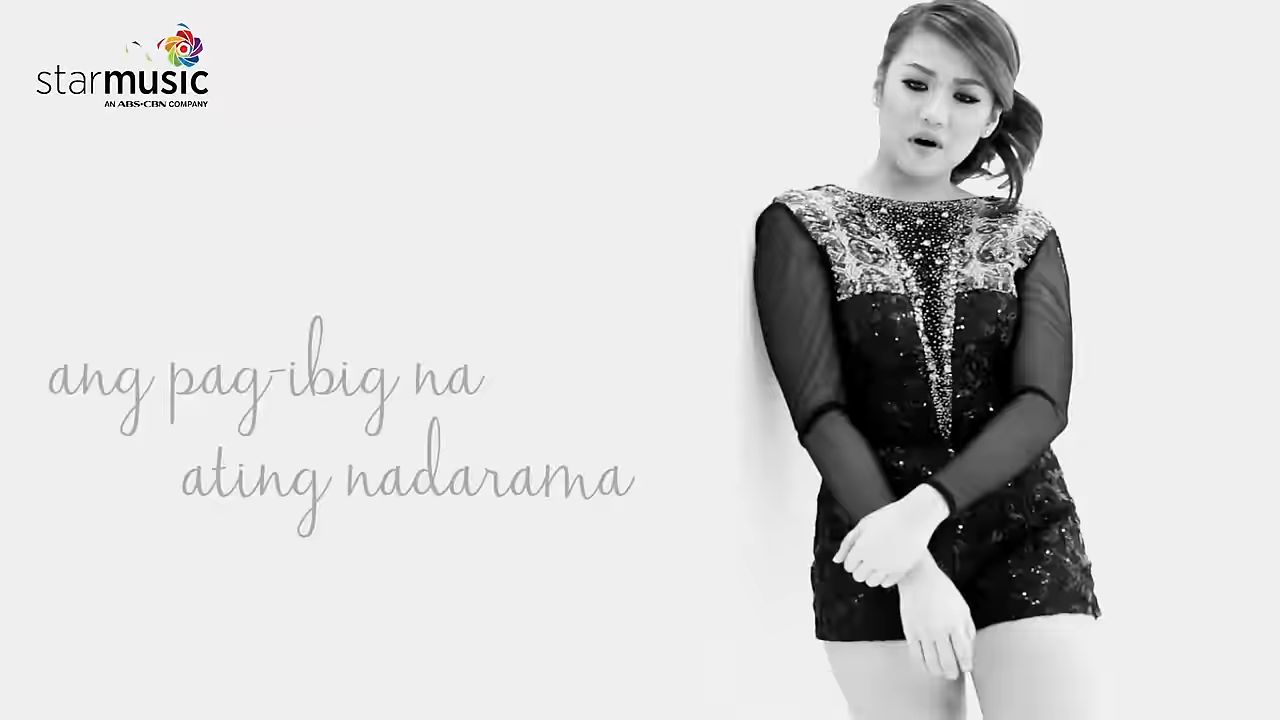 starmusic
AN ABS•CBN COMPANY
ang pag-ibig na
ating nadarama